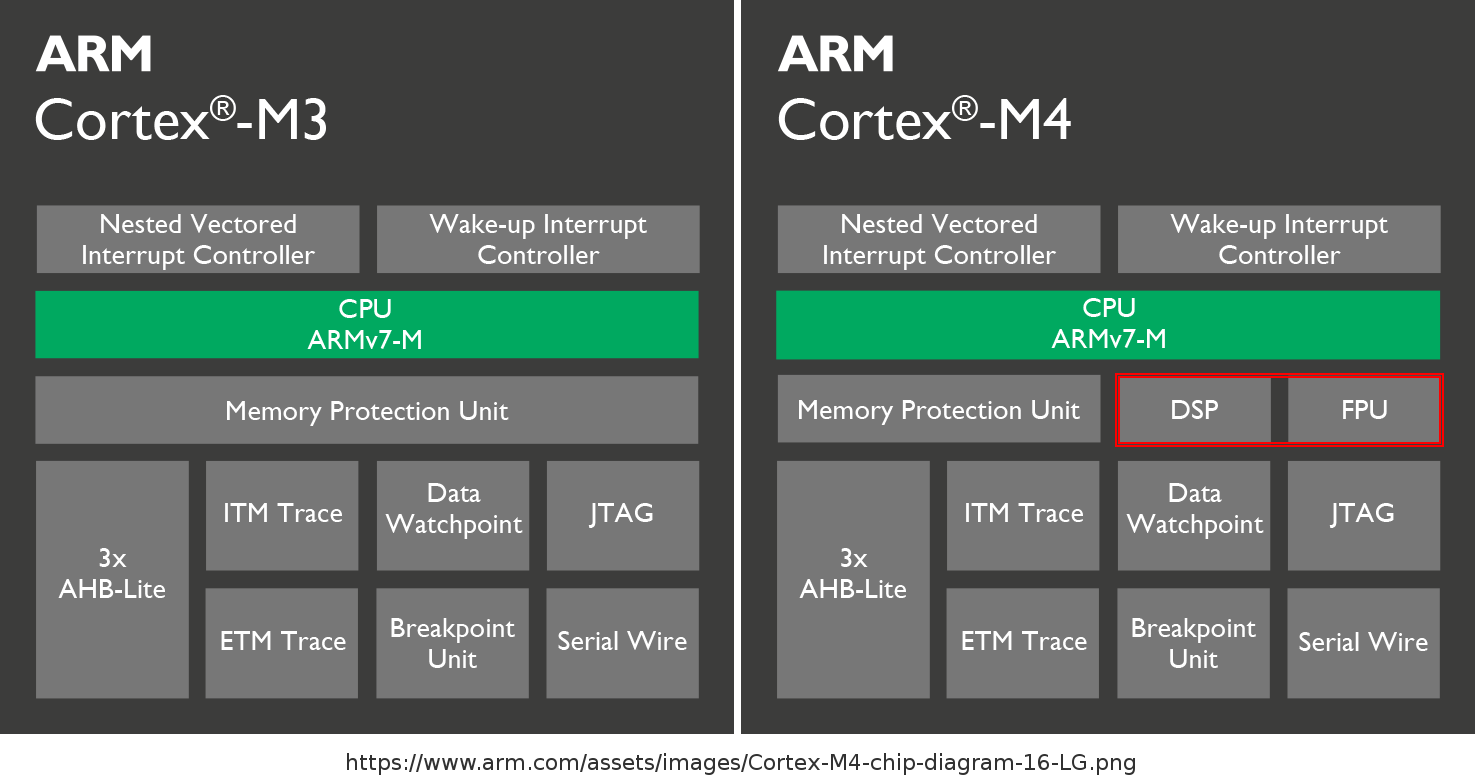 ARM
Cortex®-M3
Nested Vectored
Interrupt Controller
Wake-up Interrupt
Controller
CPU
ARMv7-M
Memory Protection Unit
3x
AHB-Lite
ITM Trace
Data
Watchpoint
JTAG
ETM Trace
Breakpoint
Unit
Serial Wire
ARM
Cortex®-M4
Nested Vectored
Interrupt Controller
Wake-up Interrupt
Controller
CPU
ARMv7-M
Memory Protection Unit
DSP
FPU
3x
AHB-Lite
ITM Trace
Data
Watchpoint
JTAG
ETM Trace
Breakpoint
Unit
Serial Wire
https://www.arm.com/assets/images/Cortex-M4-chip-diagram-16-LG.png